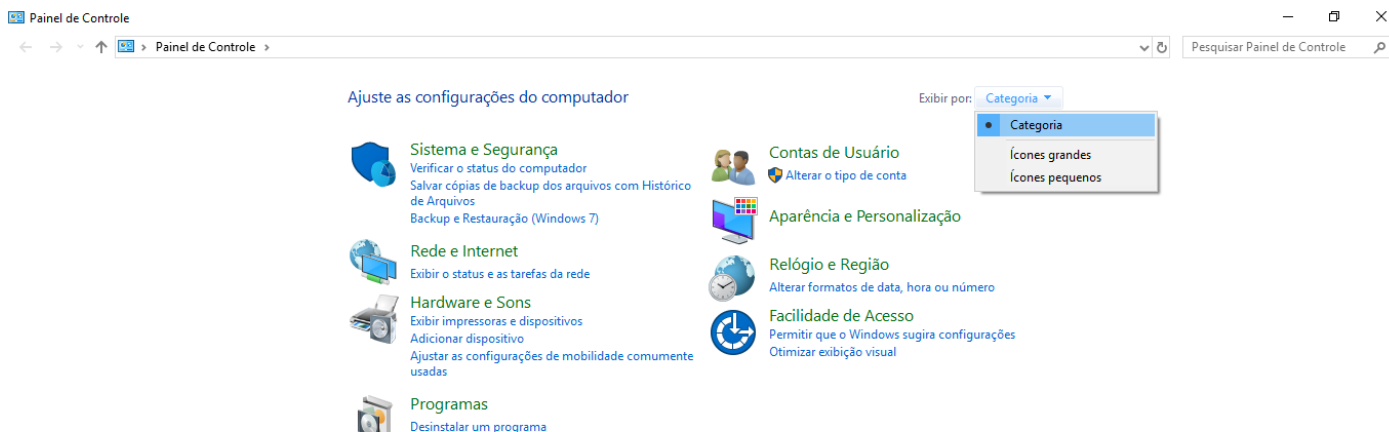 Painel de Controle
Painel de Controle
Pesquisar Painel de Controle
Ajuste as configurações do computador
Exibir por:
Categoria
Categoria
Ícones grandes
Ícones pequenos
Sistema e Segurança
Verificar o status do computador
Salvar cópias de backup dos arquivos com Histórico
de Arquivos
Backup e Restauração (Windows 7)
Rede e Internet
Exibir o status e as tarefas da rede
Hardware e Sons
Exibir impressoras e dispositivos
Adicionar dispositivo
Ajustar as configurações de mobilidade comumente
usadas
Programas
Desinstalar um programa
Contas de Usuário
Alterar o tipo de conta
Aparência e Personalização
Relógio e Região
Alterar formatos de data, hora ou número
Facilidade de Acesso
Permitir que o Windows sugira configurações
Otimizar exibição visual